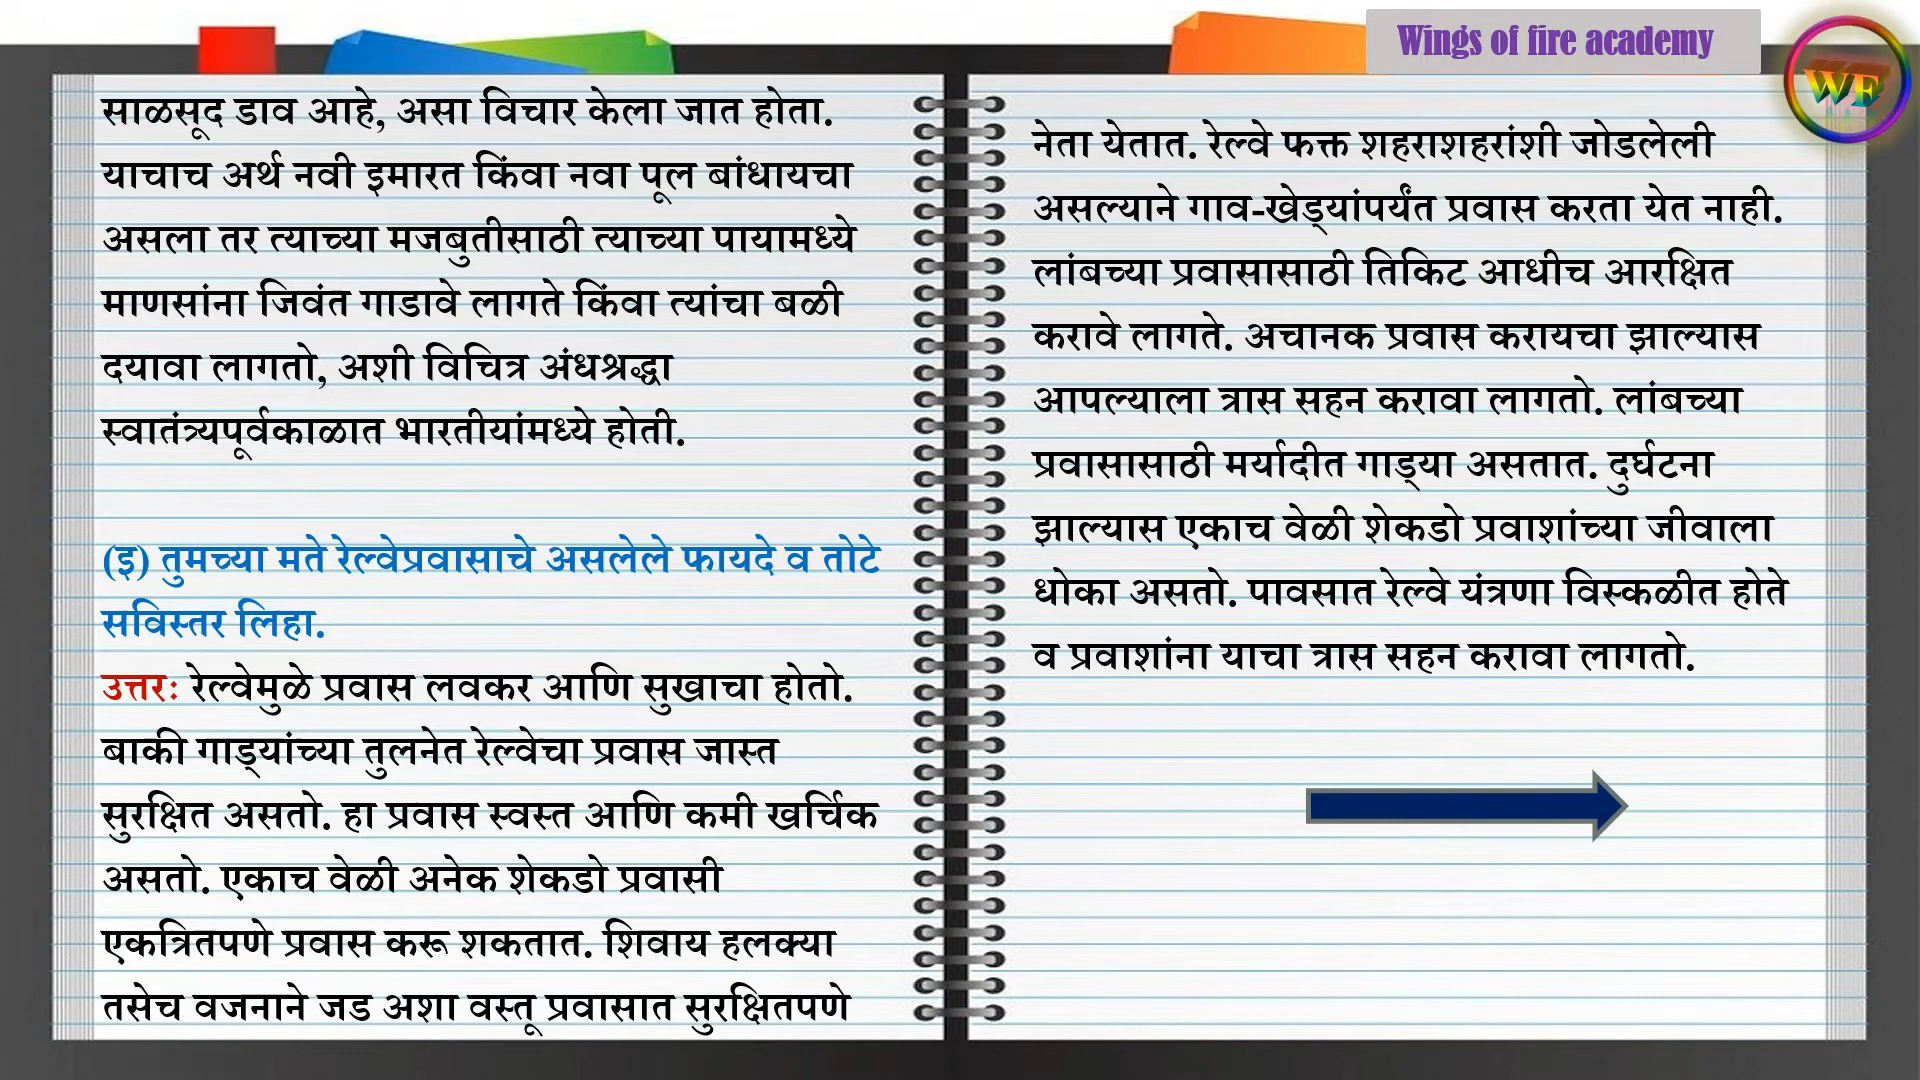 Wings of fire academy
WE
साळसूद डाव आहे, असा विचार केला जात होता.
याचाच अर्थ नवी इमारत किंवा नवा पूल बांधायचा
असला तर त्याच्या मजबुतीसाठी त्याच्या पायामध्ये
माणसांना जिवंत गाडावे लागते किंवा त्यांचा बळी
दयावा लागतो, अशी विचित्र अंधश्रद्धा
स्वातंत्र्यपूर्वकाळात भारतीयांमध्ये होती.
(इ) तुमच्या मते रेल्वेप्रवासाचे असलेले फायदे व तोटे
सविस्तर लिहा.
उत्तरः रेल्वेमुळे प्रवास लवकर आणि सुखाचा होतो.
बाकी गाड्यांच्या तुलनेत रेल्वेचा प्रवास जास्त
सुरक्षित असतो. हा प्रवास स्वस्त आणि कमी खर्चिक
असतो. एकाच वेळी अनेक शेकडो प्रवासी
एकत्रितपणे प्रवास करू शकतात. शिवाय हलक्या
तसेच वजनाने जड अशा वस्तू प्रवासात सुरक्षितपणे
नेता येतात. रेल्वे फक्त शहराशहरांशी जोडलेली
असल्याने गाव-खेड्यांपर्यंत प्रवास करता येत नाही.
लांबच्या प्रवासासाठी तिकिट आधीच आरक्षित
करावे लागते. अचानक प्रवास करायचा झाल्यास
आपल्याला त्रास सहन करावा लागतो. लांबच्या
प्रवासासाठी मर्यादीत गाड्या असतात. दुर्घटना
झाल्यास एकाच वेळी शेकडो प्रवाशांच्या जीवाला
धोका असतो. पावसात रेल्वे यंत्रणा विस्कळीत होते
व प्रवाशांना याचा त्रास सहन करावा लागतो.